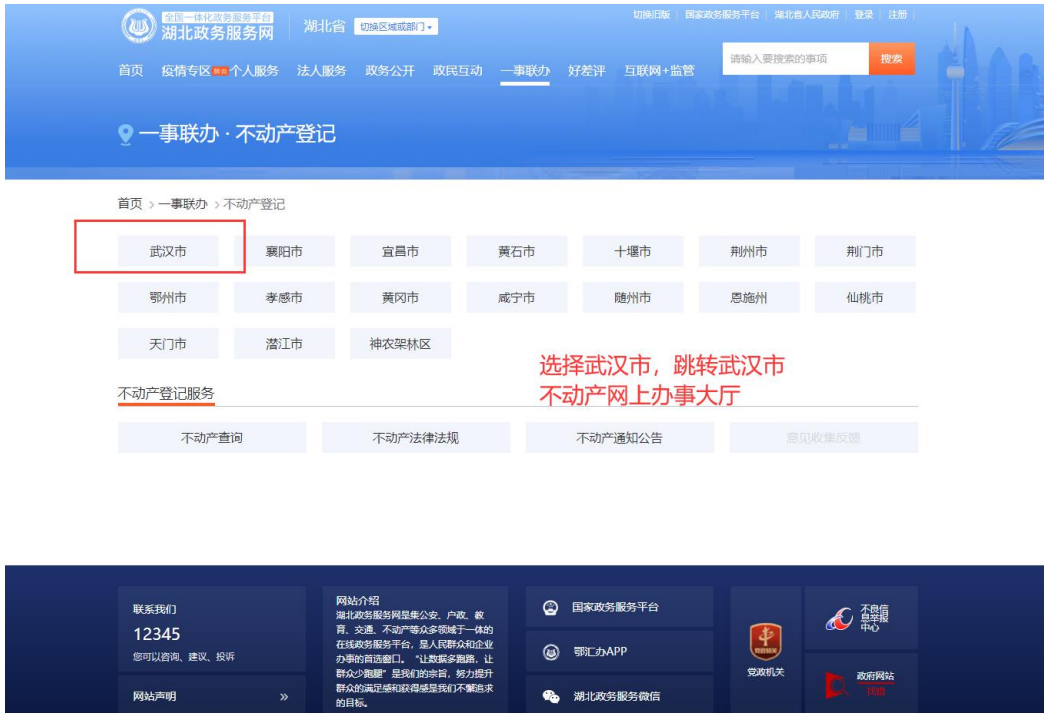 切换旧版 国家政务服务平台 湖北省人民政府 登录 注册
全国一体化政务服务平台
湖北政务服务网
湖北省 切换区域或部门
首页 疫情专区 个人服务 法人服务 政务公开 政民互动 一事联办 好差评 互联网+监管
请输入要搜索的事项 搜索
一事联办 · 不动产登记
首页 > 一事联办 > 不动产登记
武汉市 襄阳市 宜昌市 黄石市 十堰市 荆州市 荆门市
鄂州市 孝感市 黄冈市 咸宁市 随州市 恩施州 仙桃市
天门市 潜江市 神农架林区
选择武汉市，跳转武汉市
不动产网上办事大厅
不动产登记服务
不动产查询 不动产法律法规 不动产通知公告 意见收集反馈
联系我们
12345
您可以咨询、建议、投诉
网站声明 »
网站介绍
湖北政务服务网是集公安、户政、教
育、交通、不动产等众多领域于一体的
在线政务服务平台，是人民群众和企业
办事的首选窗口。“让数据多跑路，让
群众少跑腿”是我们的宗旨，努力提升
群众的满足感和获得感是我们不懈追求
的目标。
国家政务服务平台
鄂汇办APP
湖北政务服务微信
党政机关
党政机关
不良信
息举报
中心
政府网站
找错